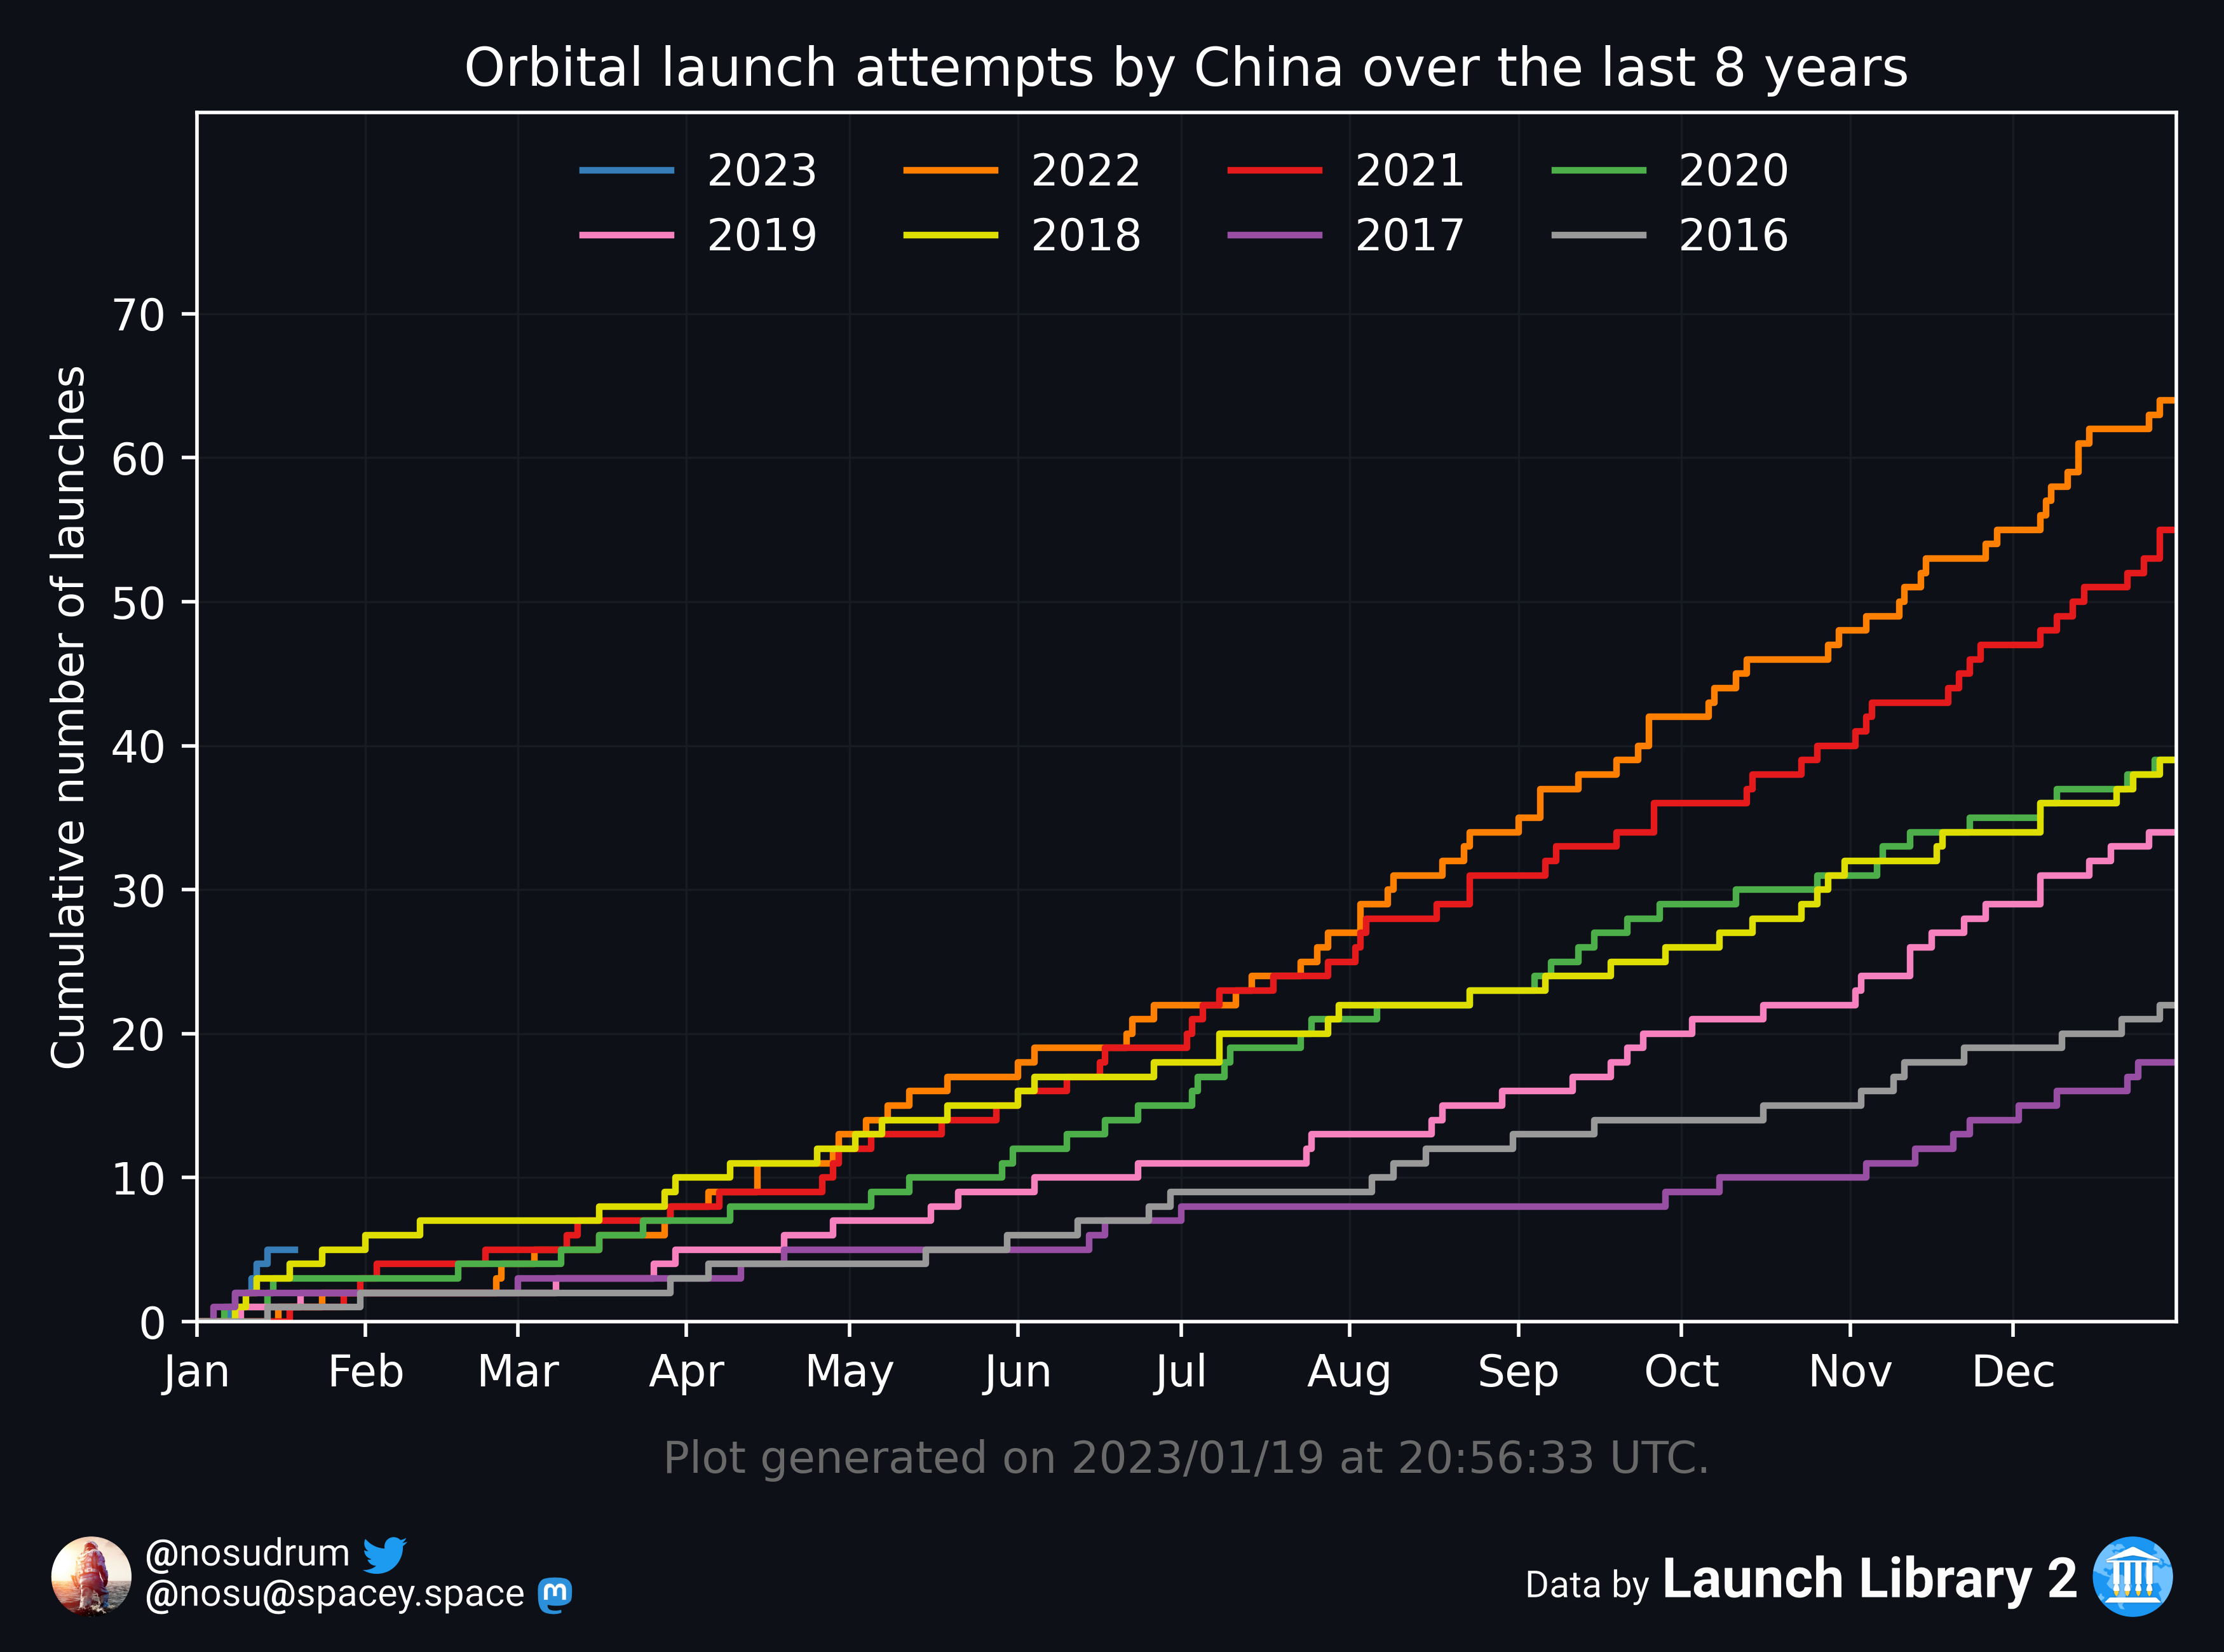 Orbital launch attempts by China over the last 8 years
2023 2022 2021 2020
2019 2018 2017 2016
Cumulative number of launches
70
60
50
40
30
20
10
0
Jan Feb Mar Apr May Jun Jul Aug Sep Oct Nov Dec
Plot generated on 2023/01/19 at 20:56:33 UTC.
@nosudrum
@nosu@spacey.space
Data by Launch Library 2